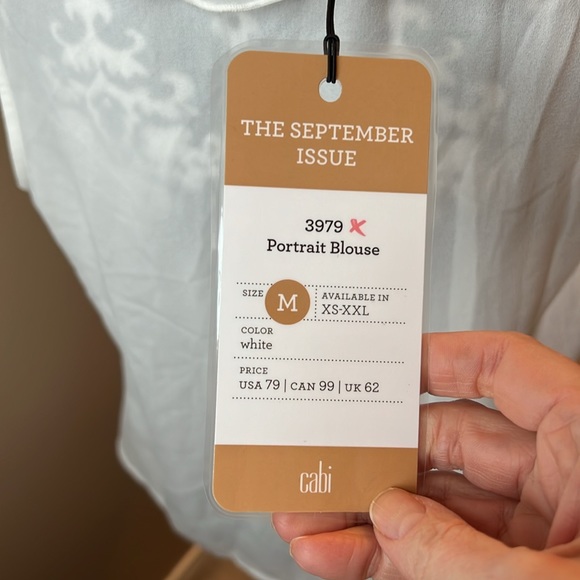 THE SEPTEMBER
ISSUE
3979
Portrait Blouse
SIZE M AVAILABLE IN
XS-XXL
COLOR
white
PRICE
USA 79 | CAN 99 | UK 62
cabi